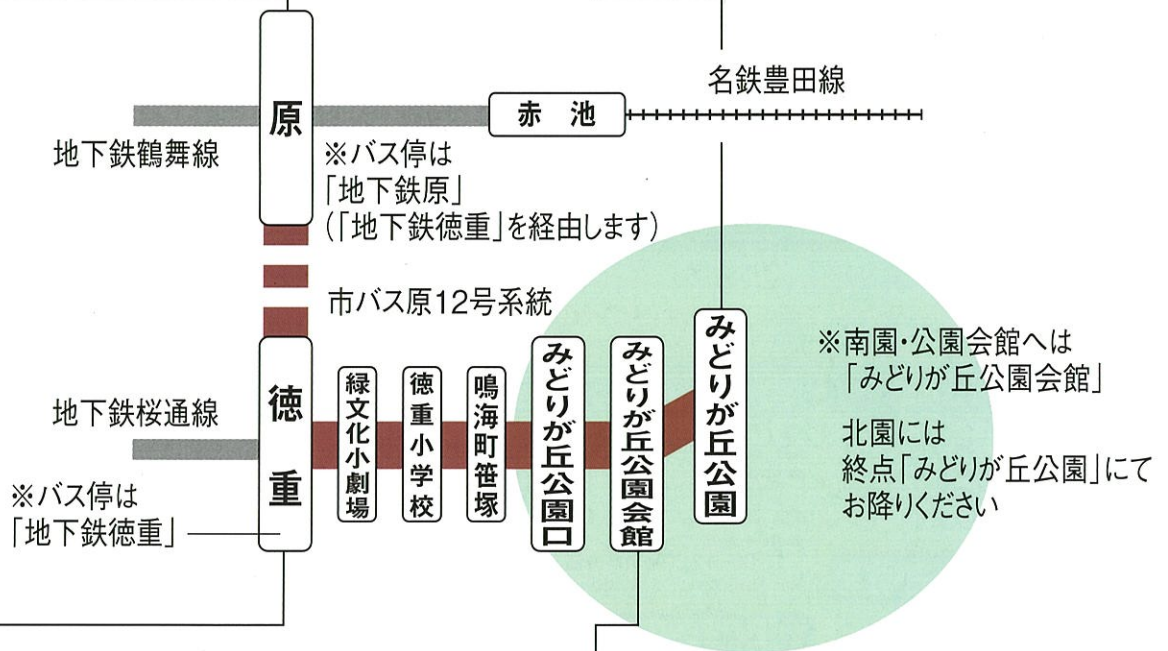 名鉄豊田線
原
赤池
地下鉄鶴舞線
※バス停は
「地下鉄原」
(「地下鉄徳重」を経由します)
市バス原12号系統
徳重
緑文化小劇場
徳重小学校
鳴海町笹塚
みどりが丘公園口
みどりが丘公園会館
みどりが丘公園
※南園・公園会館へは
「みどりが丘公園会館」
北園には
終点「みどりが丘公園」にて
お降りください
地下鉄桜通線
※バス停は
「地下鉄徳重」